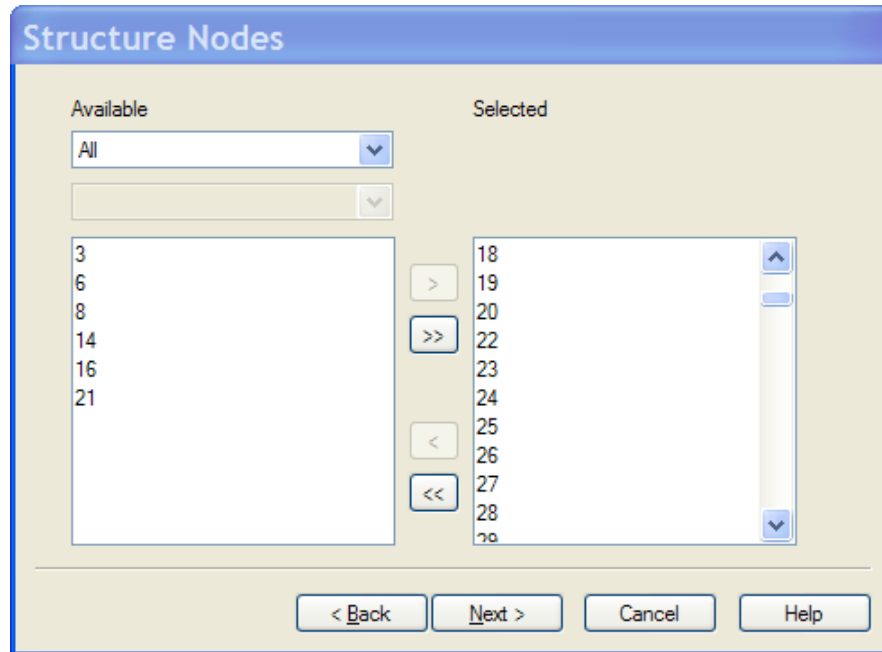 Structure Nodes
Available
Selected
All
3
6
8
14
16
21
>
>>
<
<<
18
19
20
22
23
24
25
26
27
28
29
< Back
Next >
Cancel
Help